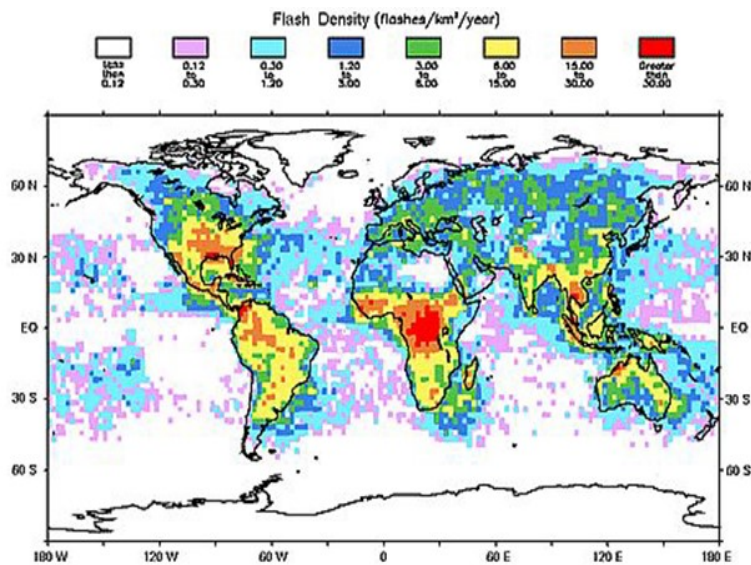 Flash Density (flashes/km²/year)
Less 0.12 0.30 1.20 3.00 6.00 15.00 Greater
than to to to to to to than
0.12 0.30 1.20 3.00 6.00 15.00 30.00 30.00
60 N 60 N
30 N 30 N
EQ EQ
30 S 30 S
60 S 60 S
180 W 120 W 60 W 0 60 E 120 E 180 E